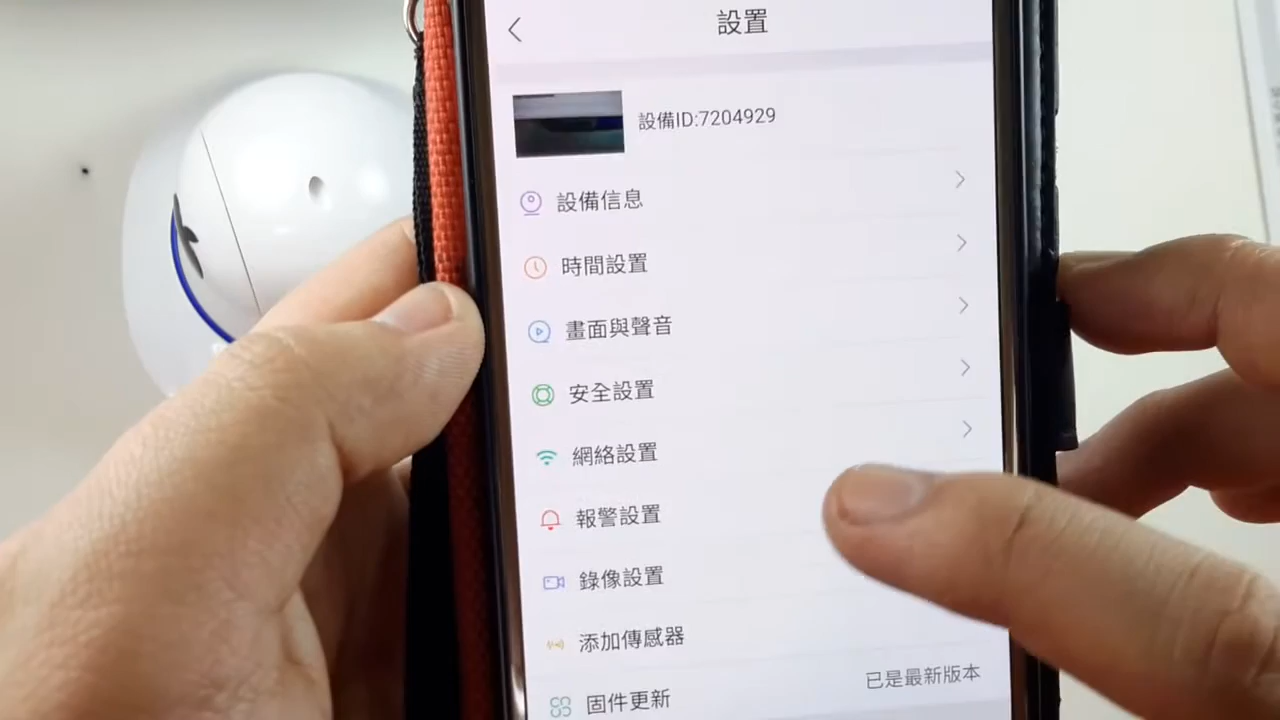 設置
設備ID:7204929
設備信息
時間設置
畫面與聲音
安全設置
網絡設置
報警設置
錄像設置
添加傳感器
固件更新 已是最新版本